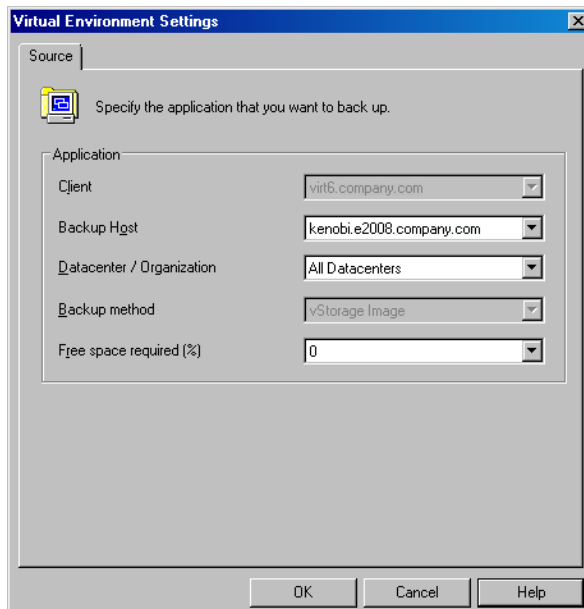 Virtual Environment Settings
Source
Specify the application that you want to back up.
Application
Client
virt6.company.com
Backup Host
kenobi.e2008.company.com
Datacenter / Organization
All Datacenters
Backup method
vStorage Image
Free space required (%)
0
OK Cancel Help